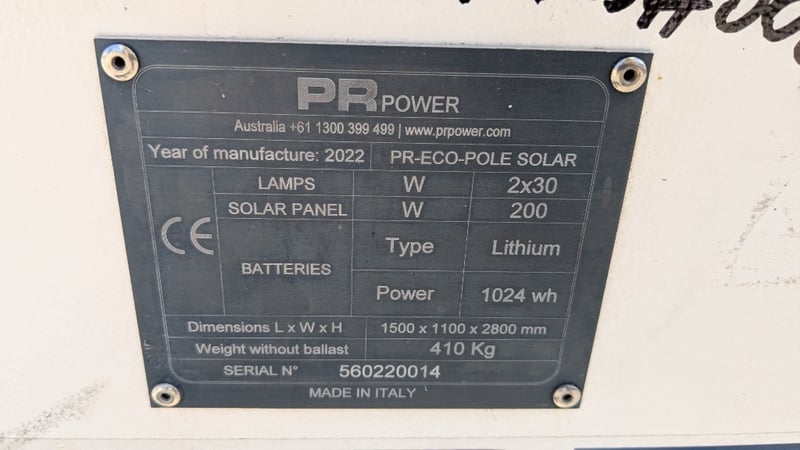 PR POWER
Australia +61 1300 399 499 | www.prpower.com
Year of manufacture: 2022 PR-ECO-POLE SOLAR
LAMPS W 2x30
SOLAR PANEL W 200
CE
BATTERIES
Type Lithium
Power 1024 wh
Dimensions L x W x H 1500 x 1100 x 2800 mm
Weight without ballast 410 Kg
SERIAL N° 560220014
MADE IN ITALY